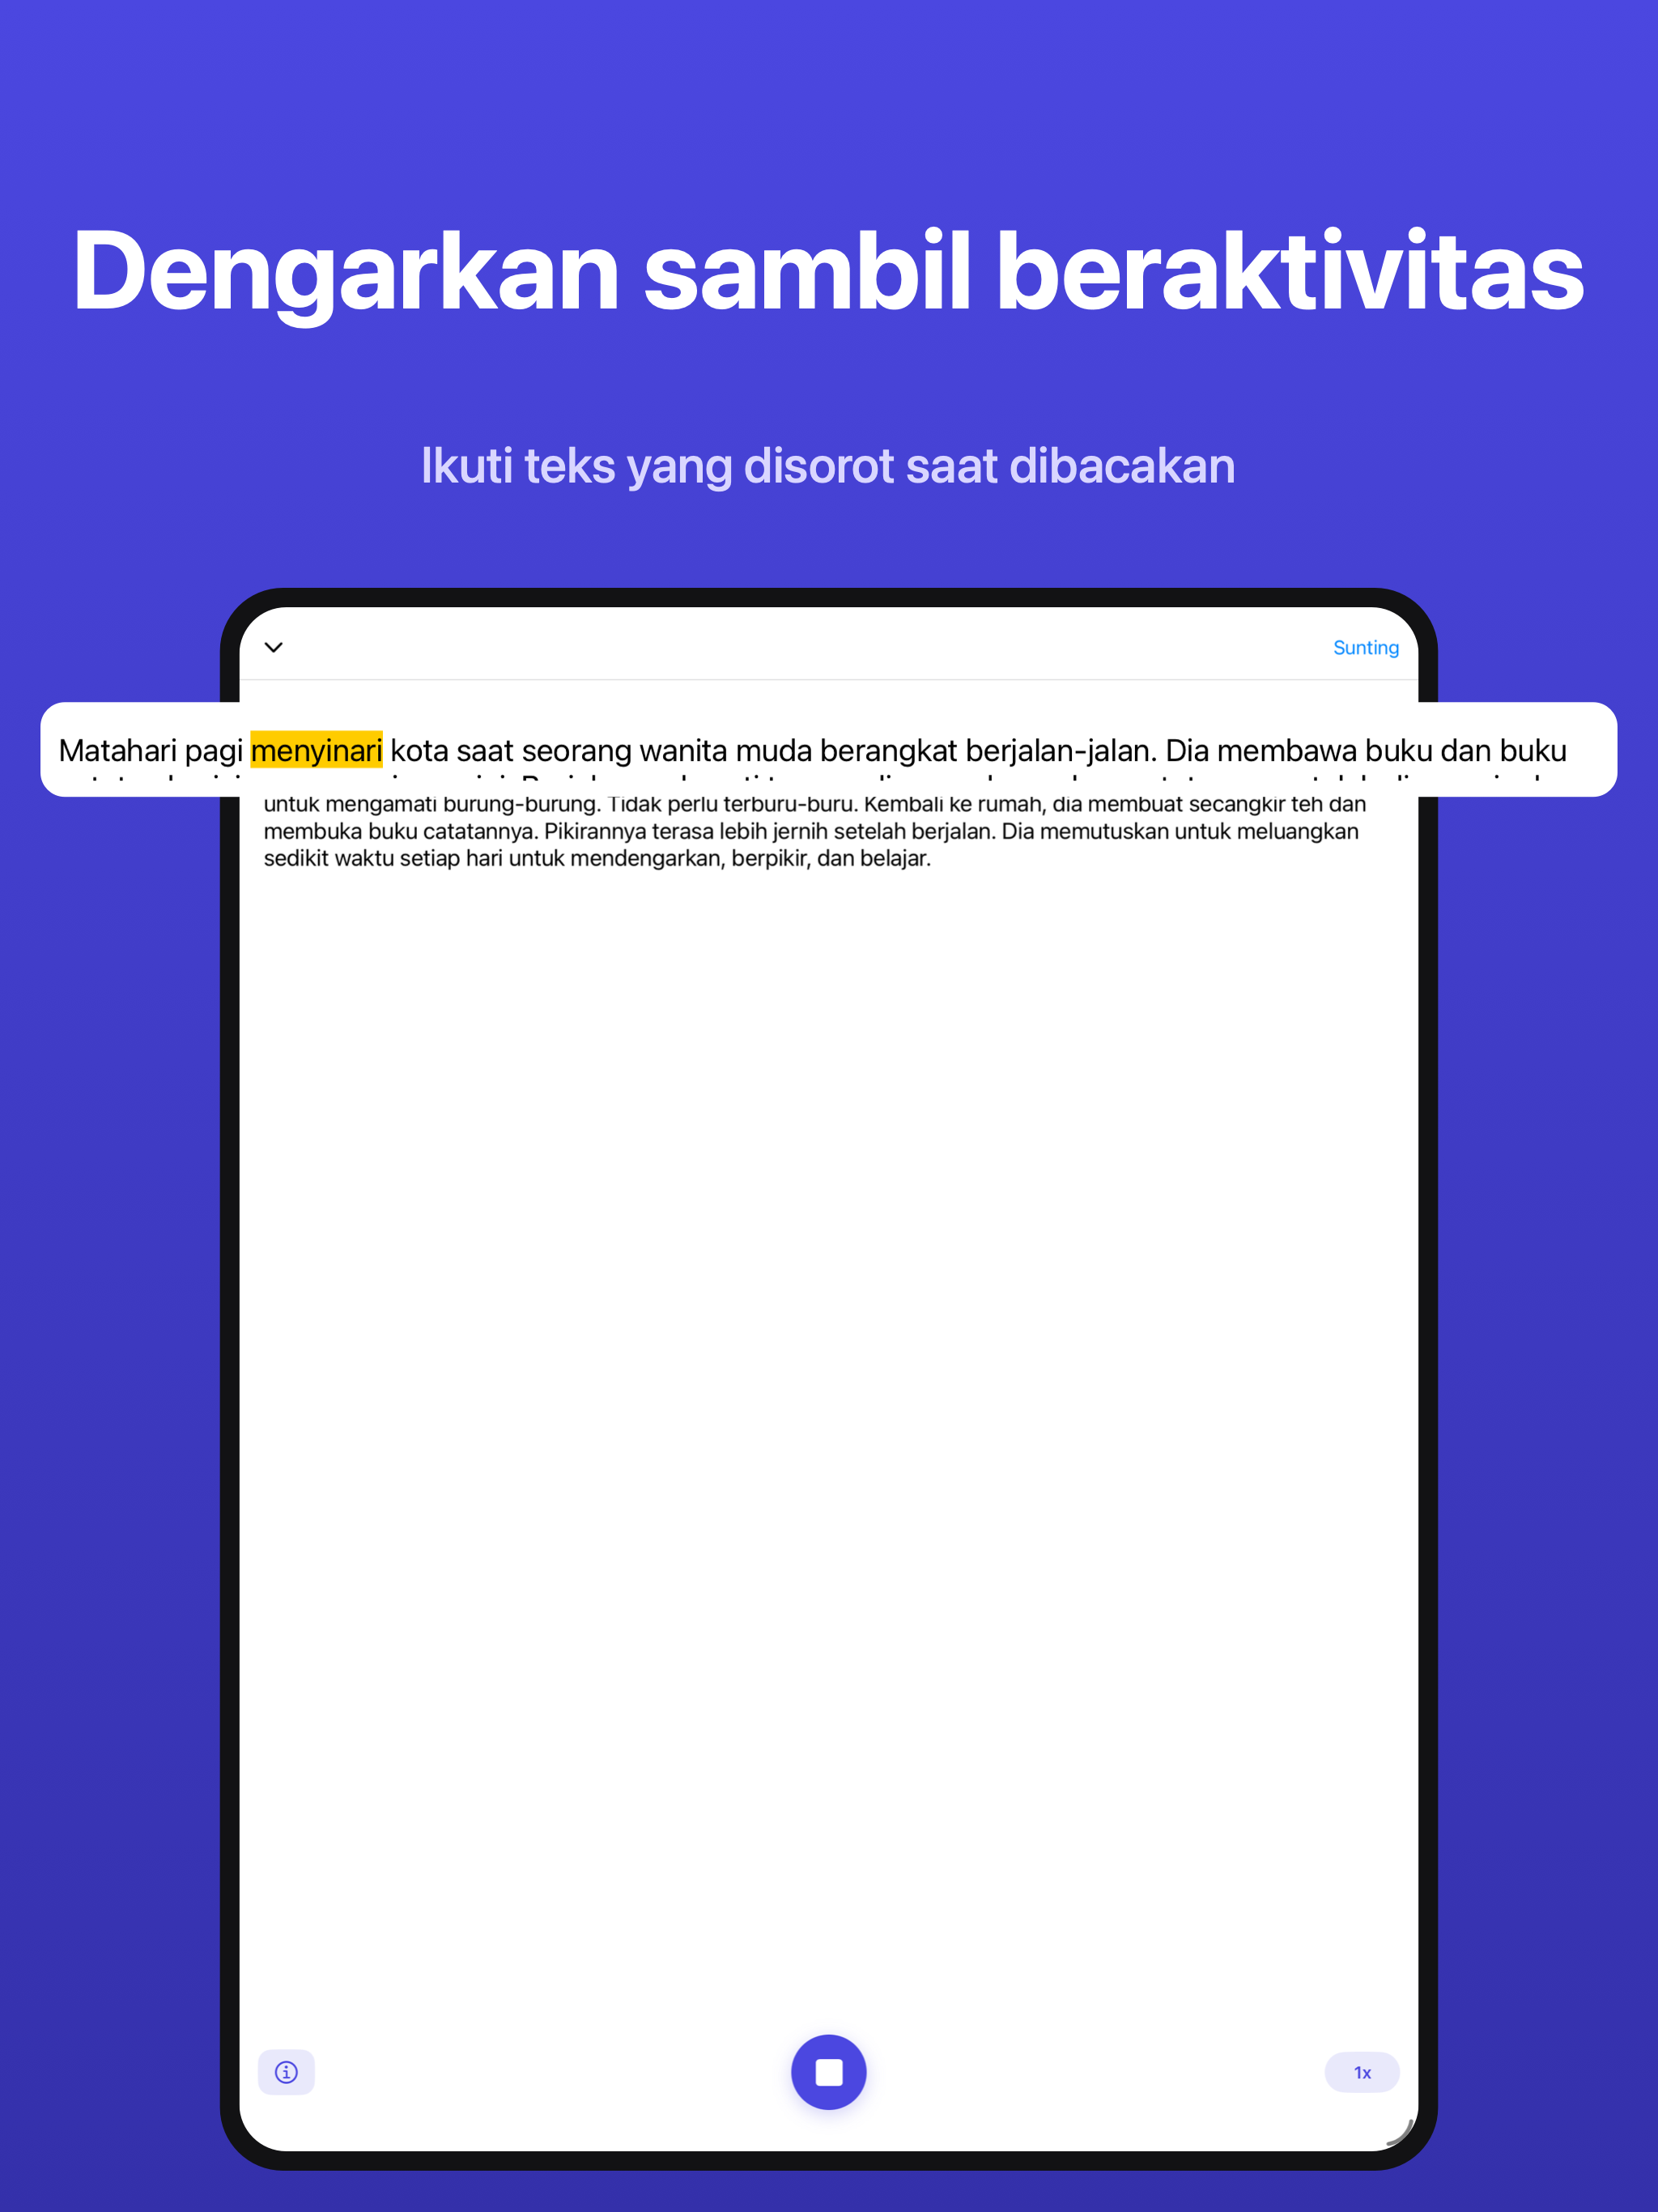 Dengarkan sambil beraktivitas
Ikuti teks yang disorot saat dibacakan
Sunting
Matahari pagi menyinari kota saat seorang wanita muda berangkat berjalan-jalan. Dia membawa buku dan buku
untuk mengamati burung-burung. Tidak perlu terburu-buru. Kembali ke rumah, dia membuat secangkir teh dan
membuka buku catatannya. Pikirannya terasa lebih jernih setelah berjalan. Dia memutuskan untuk meluangkan
sedikit waktu setiap hari untuk mendengarkan, berpikir, dan belajar.
1x